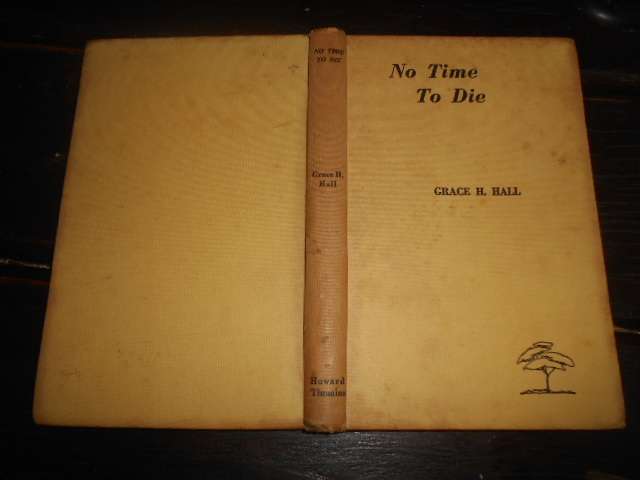 NO TIME
TO DIE
Grace H.
Hall
Howard
Timmins
No Time
To Die
GRACE H. HALL